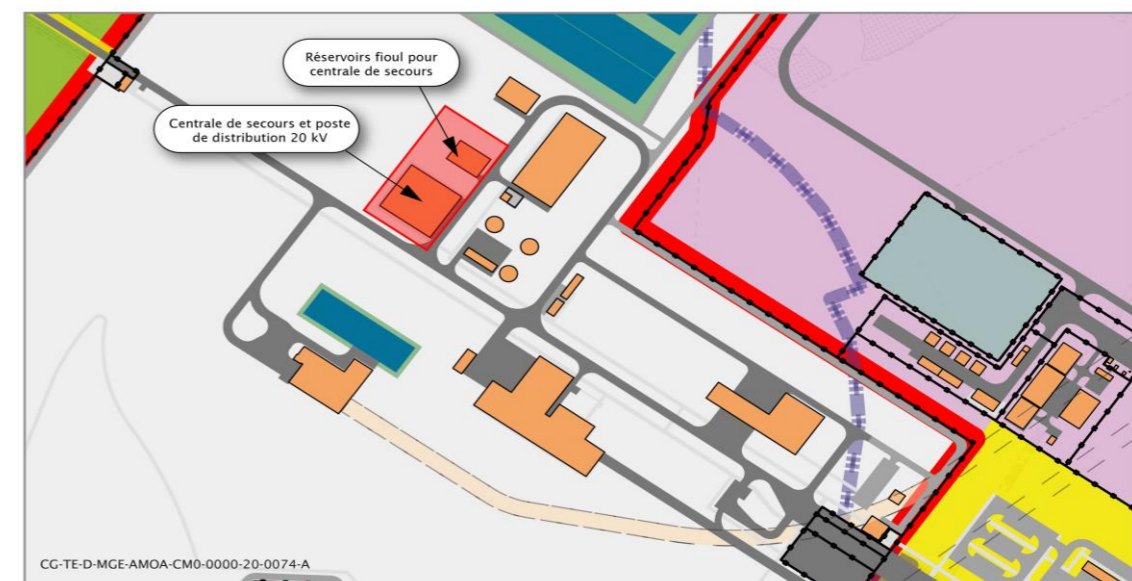 Réservoirs fioul pour
centrale de secours
Centrale de secours et poste
de distribution 20 kV
CG-TE-D-MGE-AMOA-CM0-0000-20-0074-A